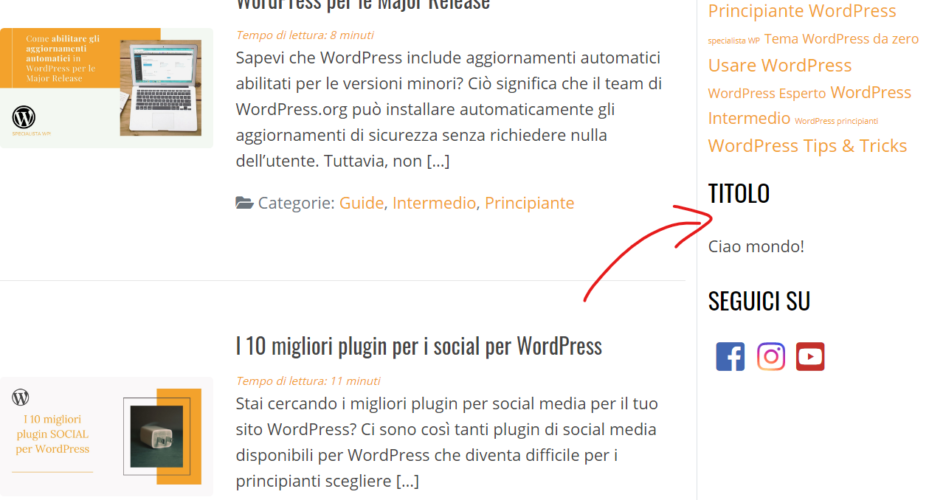 WordPress per le Major Release
Tempo di lettura: 8 minuti
Sapevi che WordPress include aggiornamenti automatici
abilitati per le versioni minori? Ciò significa che il team di
WordPress.org può installare automaticamente gli
aggiornamenti di sicurezza senza richiedere nulla
dell’utente. Tuttavia, non [...]
Categorie: Guide, Intermedio, Principiante
Come abilitare gli
aggiornamenti
automatici in
WordPress per le
Major Release
SPECIALISTA WP
I 10 migliori plugin per i social per WordPress
Tempo di lettura: 11 minuti
Stai cercando i migliori plugin per social media per il tuo
sito WordPress? Ci sono così tanti plugin di social media
disponibili per WordPress che diventa difficile per i
principianti scegliere [...]
I 10 migliori
plugin SOCIAL
per WordPress
Principiante WordPress
specialista WP Tema WordPress da zero
Usare WordPress
WordPress Esperto WordPress
Intermedio WordPress principianti
WordPress Tips & Tricks
TITOLO
Ciao mondo!
SEGUICI SU